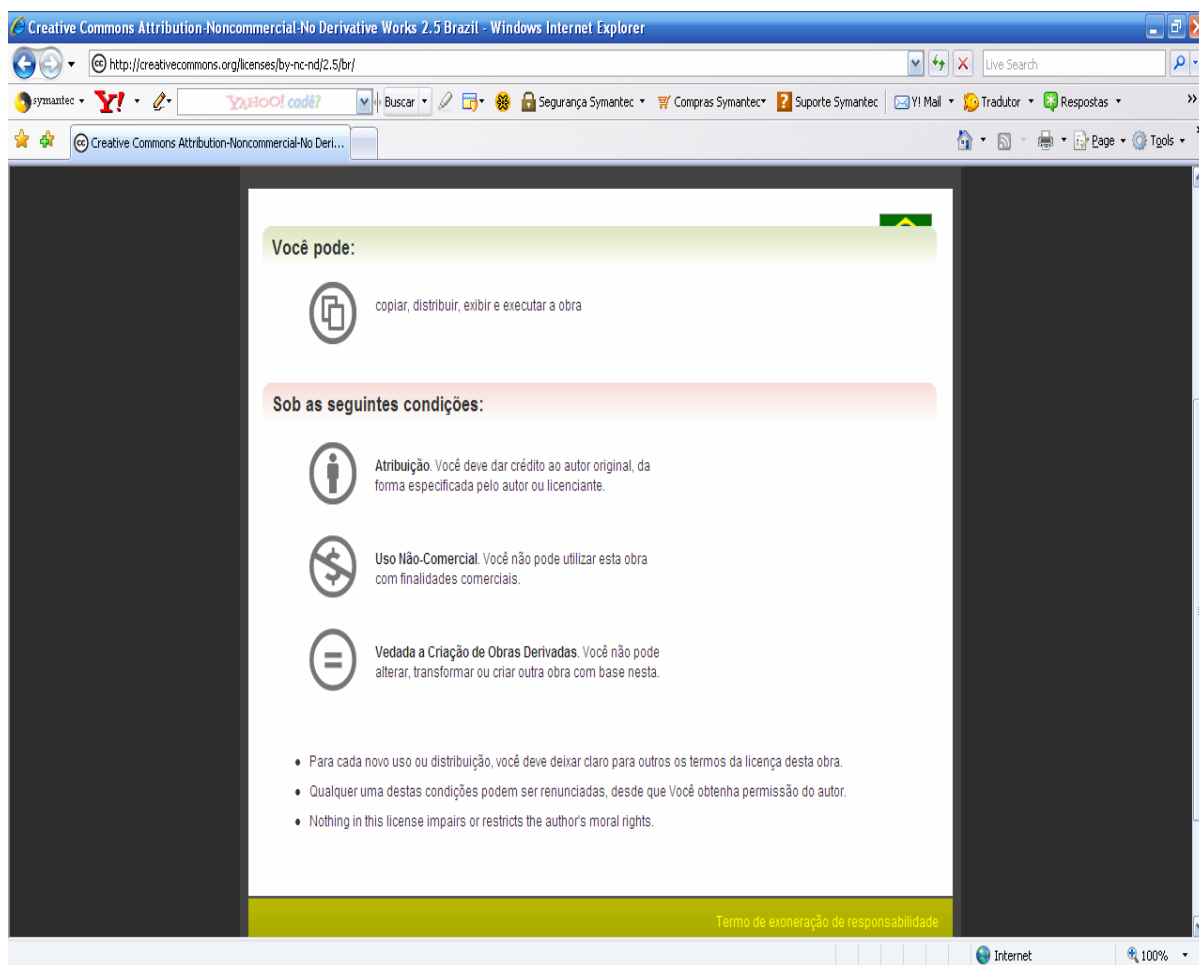 Creative Commons Attribution-Noncommercial-No Derivative Works 2.5 Brazil - Windows Internet Explorer
http://creativecommons.org/licenses/by-nc-nd/2.5/br/
Live Search
symantec Y! YAHOO! cadê? Buscar Segurança Symantec Compras Symantec Suporte Symantec Y! Mail Tradutor Respostas »
Creative Commons Attribution-Noncommercial-No Deri... Page Tools
Você pode:
copiar, distribuir, exibir e executar a obra
Sob as seguintes condições:
Atribuição. Você deve dar crédito ao autor original, da
forma especificada pelo autor ou licenciante.
Uso Não-Comercial. Você não pode utilizar esta obra
com finalidades comerciais.
Vedada a Criação de Obras Derivadas. Você não pode
alterar, transformar ou criar outra obra com base nesta.
• Para cada novo uso ou distribuição, você deve deixar claro para outros os termos da licença desta obra.
• Qualquer uma destas condições podem ser renunciadas, desde que Você obtenha permissão do autor.
• Nothing in this license impairs or restricts the author's moral rights.
Termo de exoneração de responsabilidade
Internet 100%